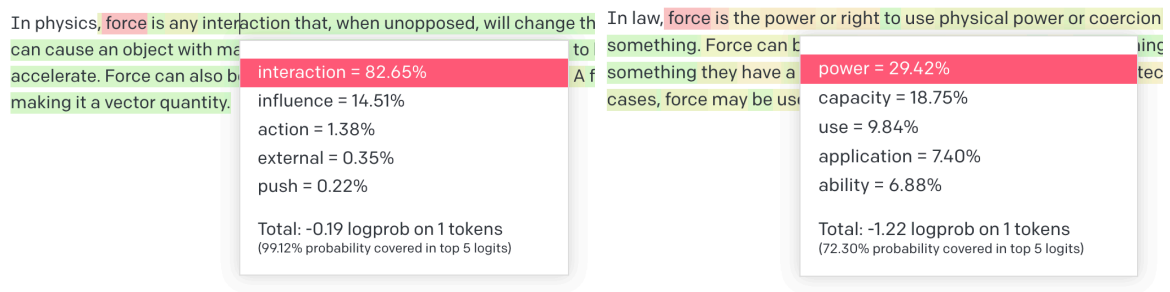 In physics, force is any interaction that, when unopposed, will change th
can cause an object with ma
to
accelerate. Force can also b
A f
making it a vector quantity.
interaction = 82.65%
influence = 14.51%
action = 1.38%
external = 0.35%
push = 0.22%
Total: -0.19 logprob on 1 tokens
(99.12% probability covered in top 5 logits)
In law, force is the power or right to use physical power or coercion
something. Force can b
ing
something they have a
tec
cases, force may be use
power = 29.42%
capacity = 18.75%
use = 9.84%
application = 7.40%
ability = 6.88%
Total: -1.22 logprob on 1 tokens
(72.30% probability covered in top 5 logits)